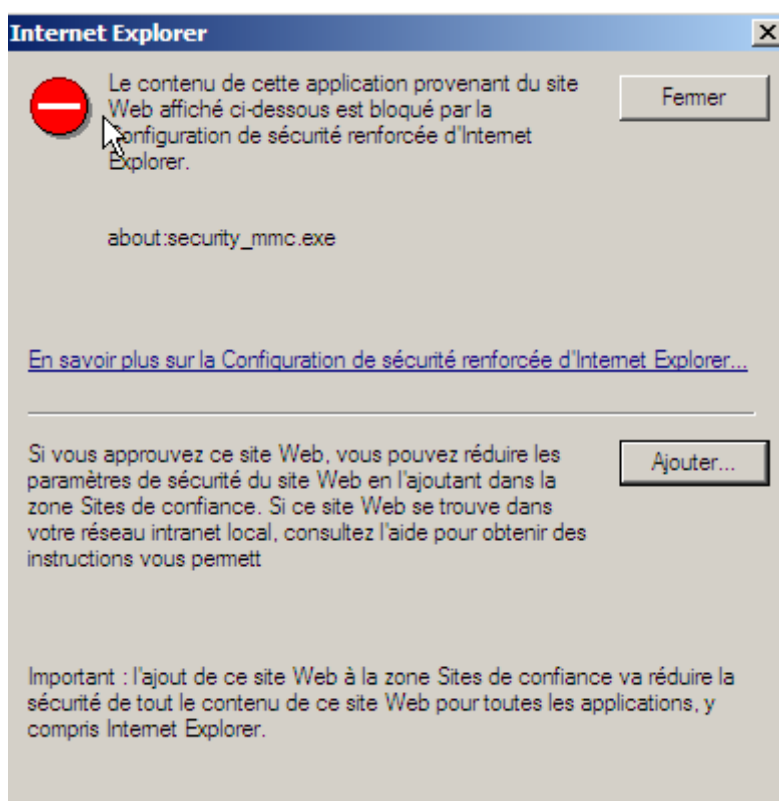 Internet Explorer
Le contenu de cette application provenant du site
Web affiché ci-dessous est bloqué par la
Configuration de sécurité renforcée d'Internet
Explorer.
Fermer
about:security_mmc.exe
En savoir plus sur la Configuration de sécurité renforcée d'Internet Explorer...
Si vous approuvez ce site Web, vous pouvez réduire les
paramètres de sécurité du site Web en l'ajoutant dans la
zone Sites de confiance. Si ce site Web se trouve dans
votre réseau intranet local, consultez l'aide pour obtenir des
instructions vous permett
Ajouter...
Important : l'ajout de ce site Web à la zone Sites de confiance va réduire la
sécurité de tout le contenu de ce site Web pour toutes les applications, y
compris Internet Explorer.